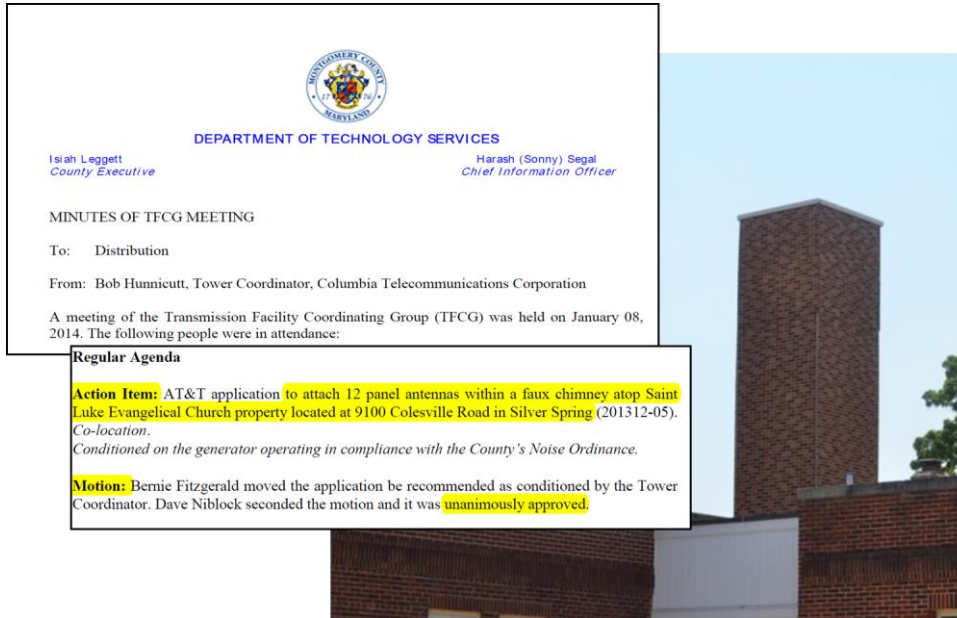 MONTGOMERY COUNTY
17 76
MARYLAND
DEPARTMENT OF TECHNOLOGY SERVICES
Isiah Leggett Harash (Sonny) Segal
County Executive Chief Information Officer
MINUTES OF TFCG MEETING
To: Distribution
From: Bob Hunnicutt, Tower Coordinator, Columbia Telecommunications Corporation
A meeting of the Transmission Facility Coordinating Group (TFCG) was held on January 08,
2014. The following people were in attendance:
Regular Agenda
Action Item: AT&T application to attach 12 panel antennas within a faux chimney atop Saint
Luke Evangelical Church property located at 9100 Colesville Road in Silver Spring (201312-05).
Co-location.
Conditioned on the generator operating in compliance with the County's Noise Ordinance.
Motion: Bernie Fitzgerald moved the application be recommended as conditioned by the Tower
Coordinator. Dave Niblock seconded the motion and it was unanimously approved.